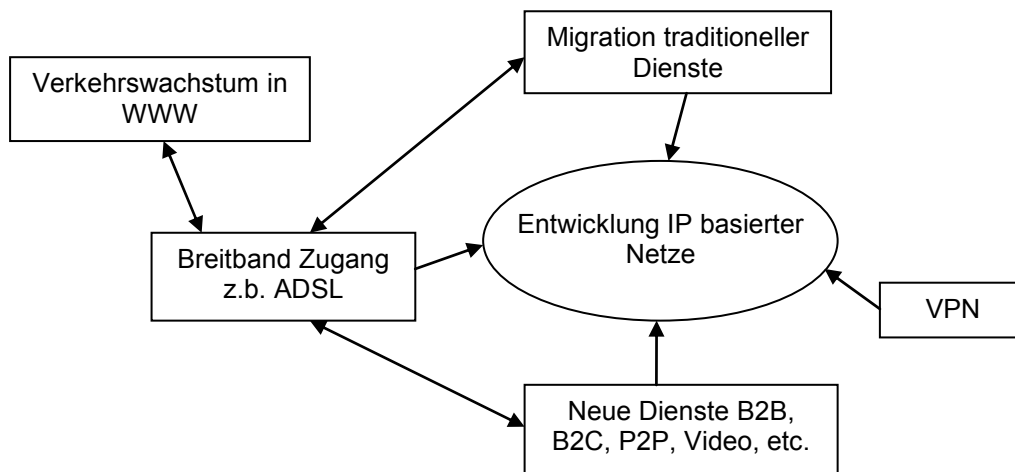 Migration traditioneller
Dienste
Verkehrswachstum in
WWW
Entwicklung IP basierter
Netze
Breitband Zugang
z.b. ADSL
VPN
Neue Dienste B2B,
B2C, P2P, Video, etc.